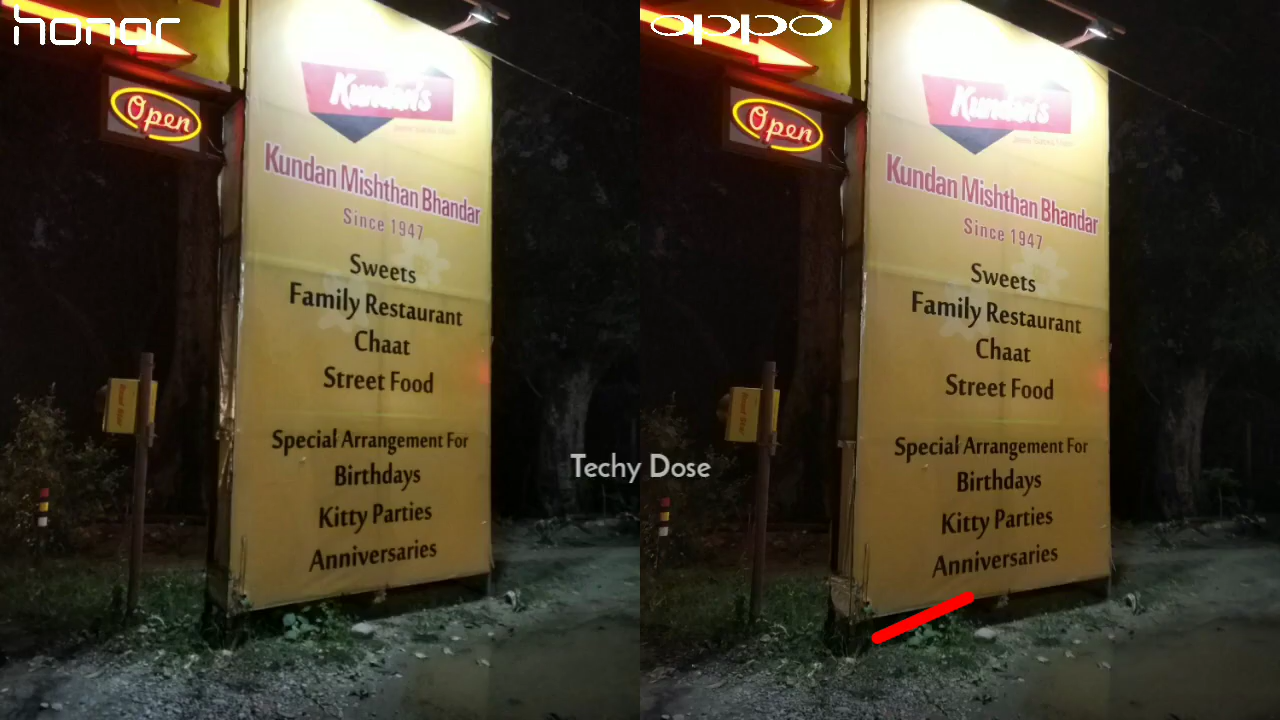 honor
Open
Kundan's
Kundan Mishthan Bhandar
Since 1947
Sweets
Family Restaurant
Chaat
Street Food
Special Arrangement For
Birthdays
Kitty Parties
Anniversaries
Techy Dose
oppo
Open
Kundan's
Kundan Mishthan Bhandar
Since 1947
Sweets
Family Restaurant
Chaat
Street Food
Special Arrangement For
Birthdays
Kitty Parties
Anniversaries